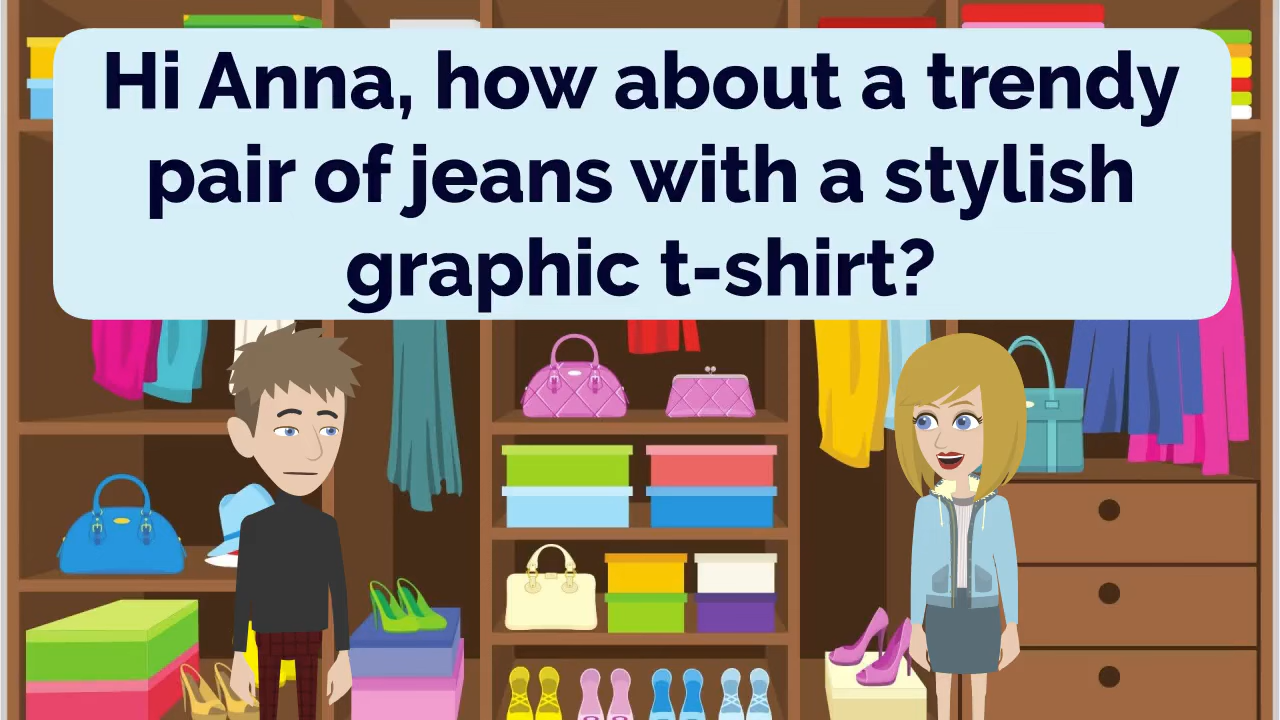 Hi Anna, how about a trendy
pair of jeans with a stylish
graphic t-shirt?